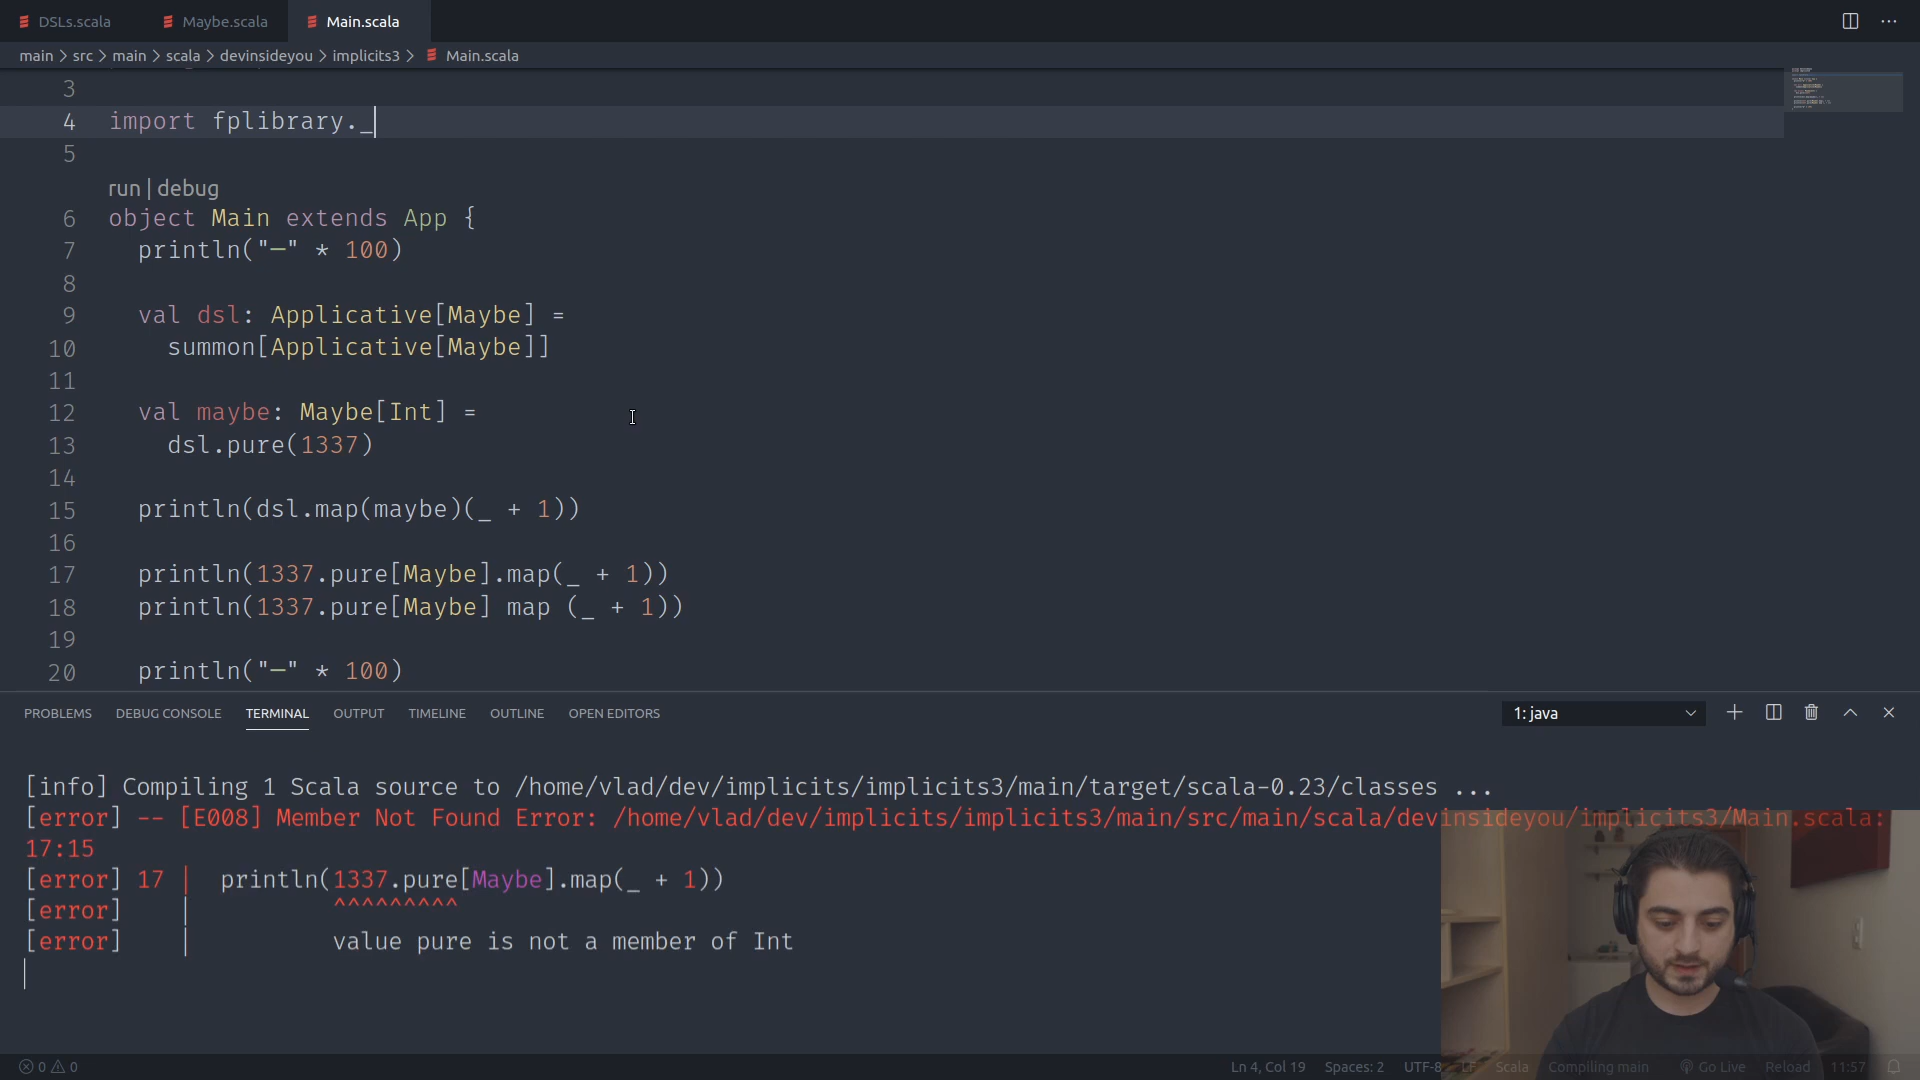 DSLs.scala Maybe.scala Main.scala
main > src > main > scala > devinsideyou > implicits3 > Main.scala
3
4 import fplibrary._
5
run | debug
6 object Main extends App {
7 println("─" * 100)
8
9 val dsl: Applicative[Maybe] =
10 summon[Applicative[Maybe]]
11
12 val maybe: Maybe[Int] =
13 dsl.pure(1337)
14
15 println(dsl.map(maybe)(_ + 1))
16
17 println(1337.pure[Maybe].map(_ + 1))
18 println(1337.pure[Maybe] map (_ + 1))
19
20 println("─" * 100)
PROBLEMS DEBUG CONSOLE TERMINAL OUTPUT TIMELINE OUTLINE OPEN EDITORS 1: java
[info] Compiling 1 Scala source to /home/vlad/dev/implicits/implicits3/main/target/scala-0.23/classes ...
[error] -- [E008] Member Not Found Error: /home/vlad/dev/implicits/implicits3/main/src/main/scala/devinsideyou/implicits3/Main.scala:
17:15
[error] 17 | println(1337.pure[Maybe].map(_ + 1))
[error] | ^^^^^^^^^
[error] | value pure is not a member of Int
0 0 Ln 4, Col 19 Spaces: 2 UTF-8 LF Scala Compiling main Go Live Reload 11:57